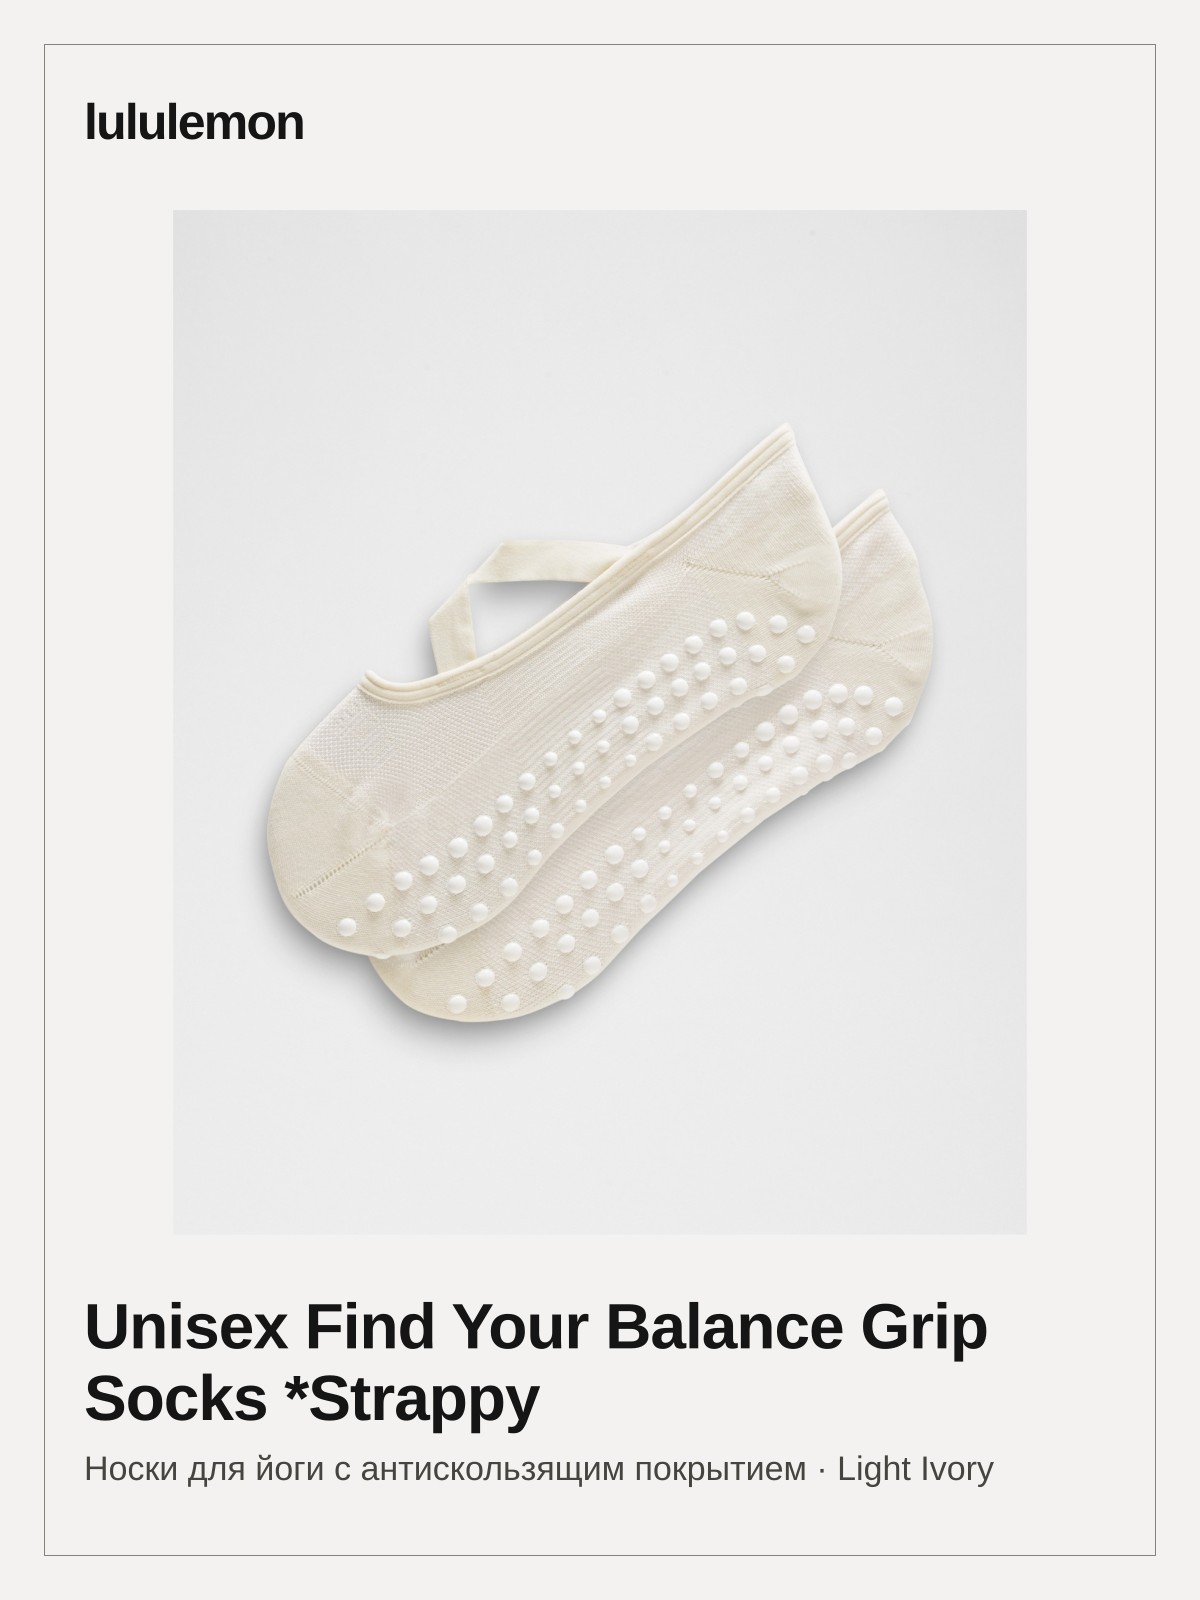 lululemon
Unisex Find Your Balance Grip
Socks *Strappy
Носки для йоги с антискользящим покрытием · Light Ivory